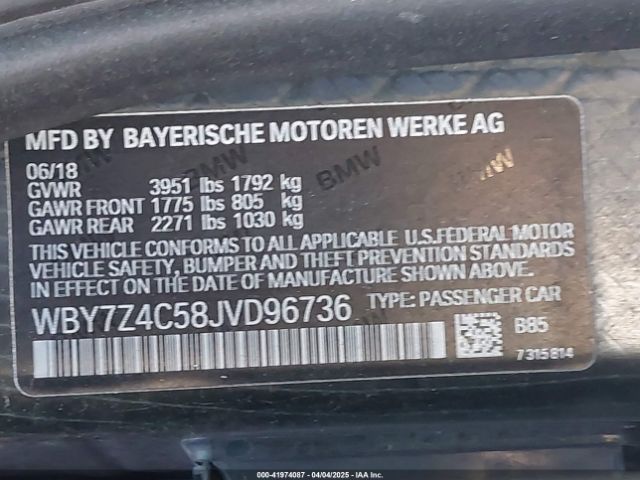 MFD BY BAYERISCHE MOTOREN WERKE AG
06/18
GVWR 3951 lbs 1792 kg
GAWR FRONT 1775 lbs 805 kg
GAWR REAR 2271 lbs 1030 kg
THIS VEHICLE CONFORMS TO ALL APPLICABLE U.S.FEDERAL MOTOR
VEHICLE SAFETY, BUMPER AND THEFT PREVENTION STANDARDS
IN EFFECT ON THE DATE OF MANUFACTURE SHOWN ABOVE.
WBY7Z4C58JVD96736 TYPE: PASSENGER CAR
B85
7315814
BMW
BMW
BMW
000-41974087 - 04/04/2025 - IAA Inc.